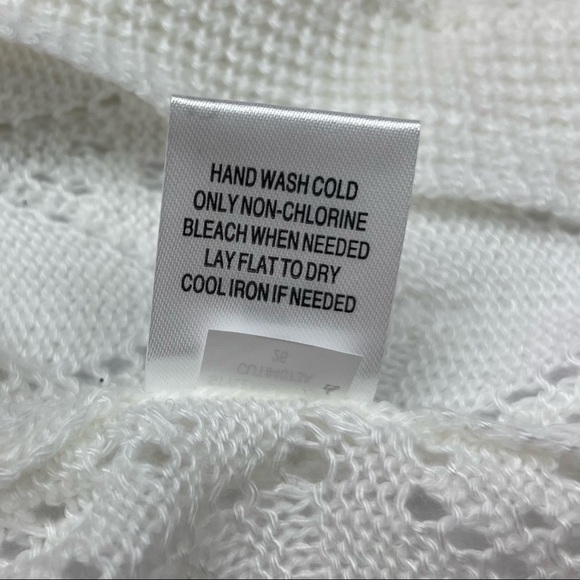 HAND WASH COLD
ONLY NON-CHLORINE
BLEACH WHEN NEEDED
LAY FLAT TO DRY
COOL IRON IF NEEDED